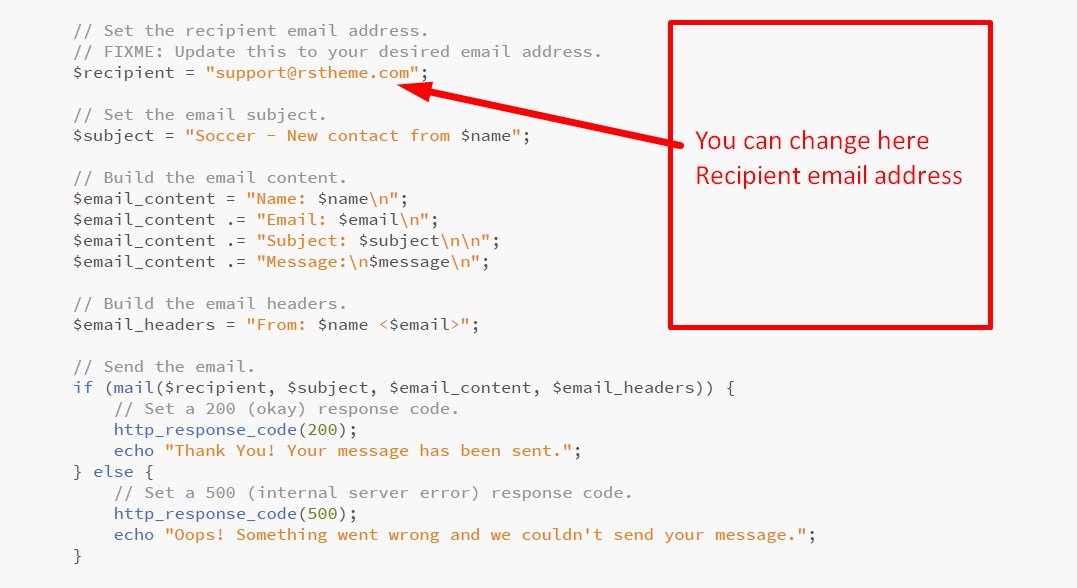 // Set the recipient email address.
// FIXME: Update this to your desired email address.
$recipient = "support@rstheme.com";
// Set the email subject.
$subject = "Soccer - New contact from $name";
// Build the email content.
$email_content = "Name: $name\n";
$email_content .= "Email: $email\n";
$email_content .= "Subject: $subject\n\n";
$email_content .= "Message:\n$message\n";
// Build the email headers.
$email_headers = "From: $name <$email>";
// Send the email.
if (mail($recipient, $subject, $email_content, $email_headers)) {
    // Set a 200 (okay) response code.
    http_response_code(200);
    echo "Thank You! Your message has been sent.";
} else {
    // Set a 500 (internal server error) response code.
    http_response_code(500);
    echo "Oops! Something went wrong and we couldn't send your message.";
}
You can change here
Recipient email address